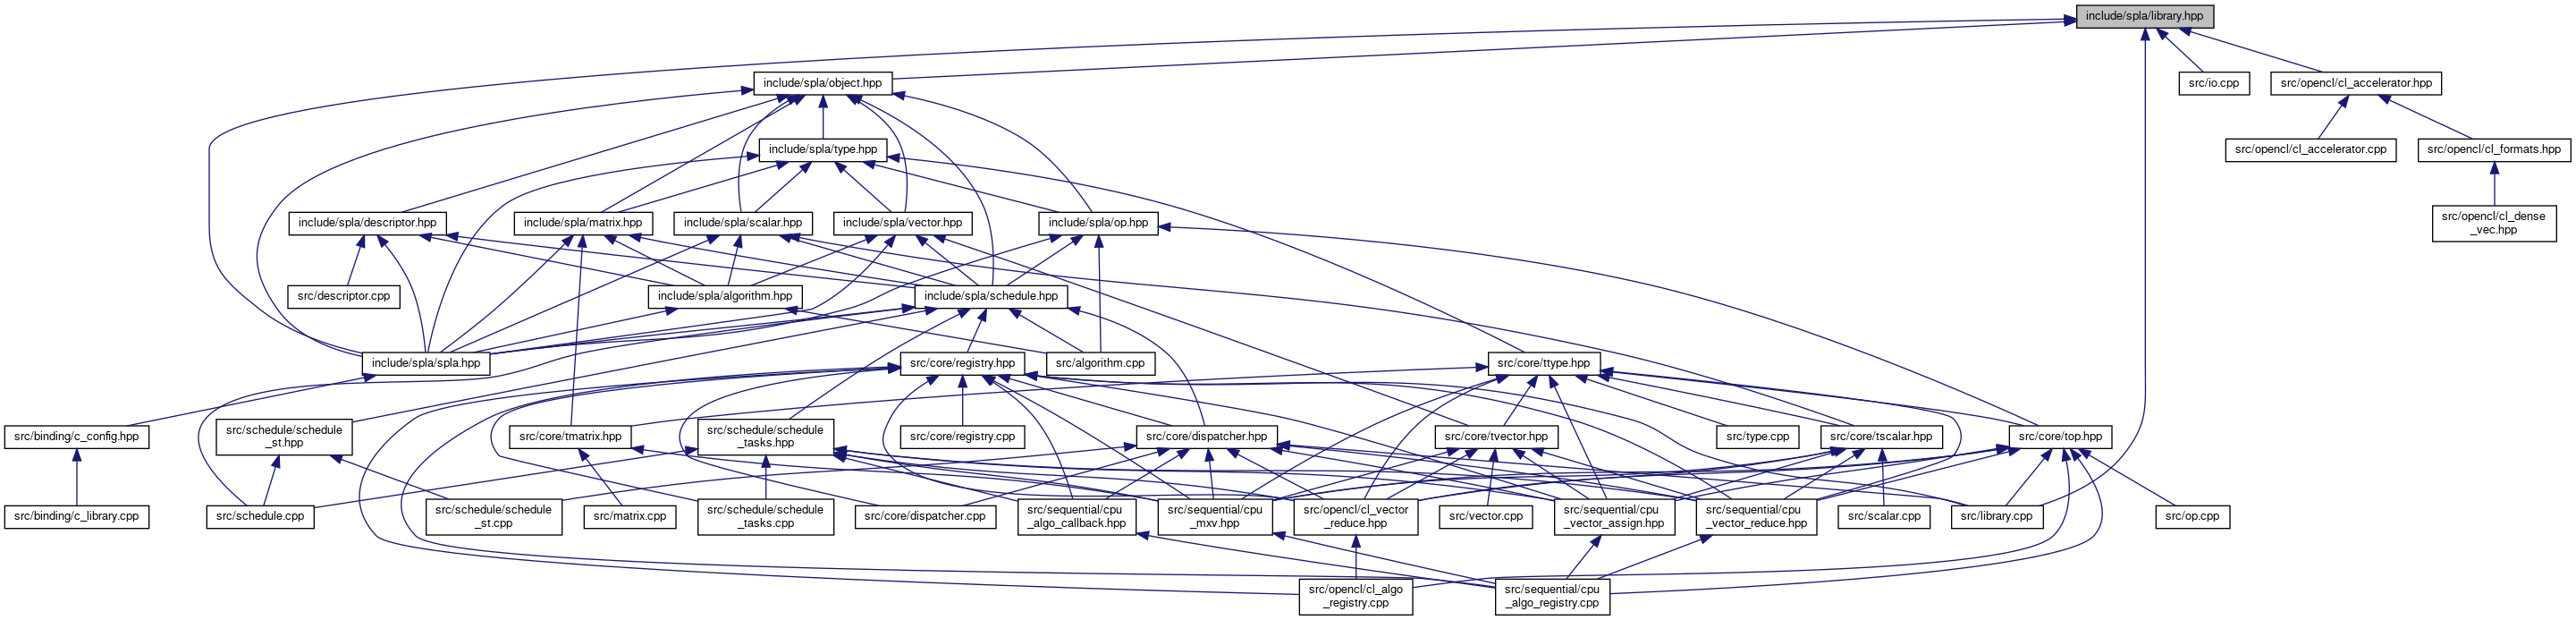 include/spla/library.hpp
include/spla/object.hpp
src/io.cpp
src/opencl/cl_accelerator.hpp
include/spla/type.hpp
src/opencl/cl_accelerator.cpp
src/opencl/cl_formats.hpp
include/spla/descriptor.hpp
include/spla/matrix.hpp
include/spla/scalar.hpp
include/spla/vector.hpp
include/spla/op.hpp
src/opencl/cl_dense
_vec.hpp
src/descriptor.cpp
include/spla/algorithm.hpp
include/spla/schedule.hpp
include/spla/spla.hpp
src/core/registry.hpp
src/algorithm.cpp
src/core/ttype.hpp
src/binding/c_config.hpp
src/schedule/schedule
_st.hpp
src/core/tmatrix.hpp
src/schedule/schedule
_tasks.hpp
src/core/registry.cpp
src/core/dispatcher.hpp
src/core/tvector.hpp
src/type.cpp
src/core/tscalar.hpp
src/core/top.hpp
src/binding/c_library.cpp
src/schedule.cpp
src/schedule/schedule
_st.cpp
src/matrix.cpp
src/schedule/schedule
_tasks.cpp
src/core/dispatcher.cpp
src/sequential/cpu
_algo_callback.hpp
src/sequential/cpu
_mxv.hpp
src/opencl/cl_vector
_reduce.hpp
src/vector.cpp
src/sequential/cpu
_vector_assign.hpp
src/sequential/cpu
_vector_reduce.hpp
src/scalar.cpp
src/library.cpp
src/op.cpp
src/opencl/cl_algo
_registry.cpp
src/sequential/cpu
_algo_registry.cpp